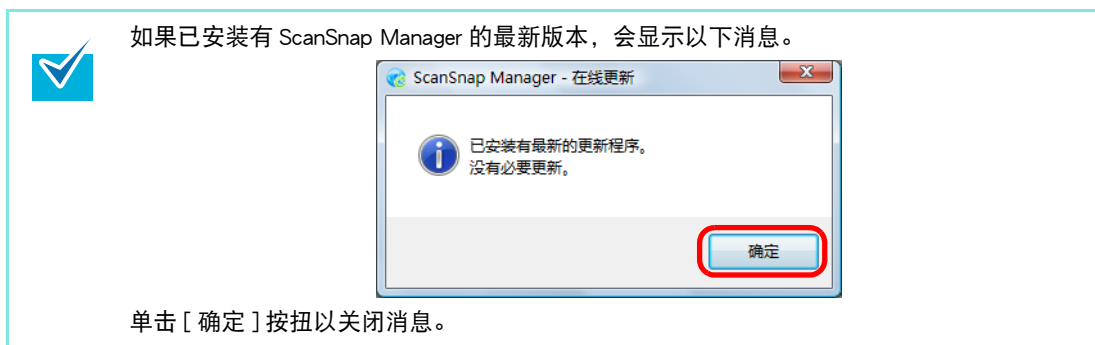 如果已安装有 ScanSnap Manager 的最新版本，会显示以下消息。
ScanSnap Manager - 在线更新
已安装有最新的更新程序。
没有必要更新。
确定
单击 [ 确定 ] 按扭以关闭消息。